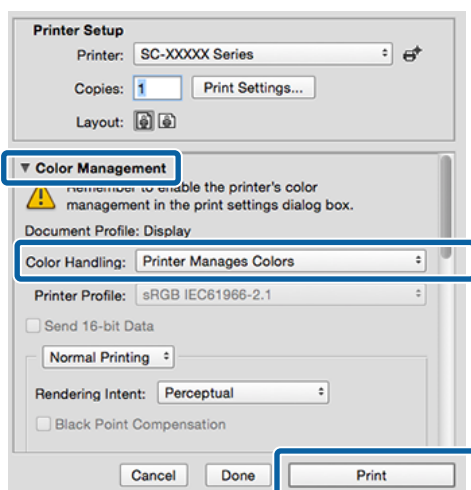 Printer Setup
Printer: SC-XXXXX Series
Copies: 1 Print Settings...
Layout:
▼ Color Management
Remember to enable the printer's color
management in the print settings dialog box.
Document Profile: Display
Color Handling: Printer Manages Colors
Printer Profile: sRGB IEC61966-2.1
Send 16-bit Data
Normal Printing
Rendering Intent: Perceptual
Black Point Compensation
Cancel Done Print